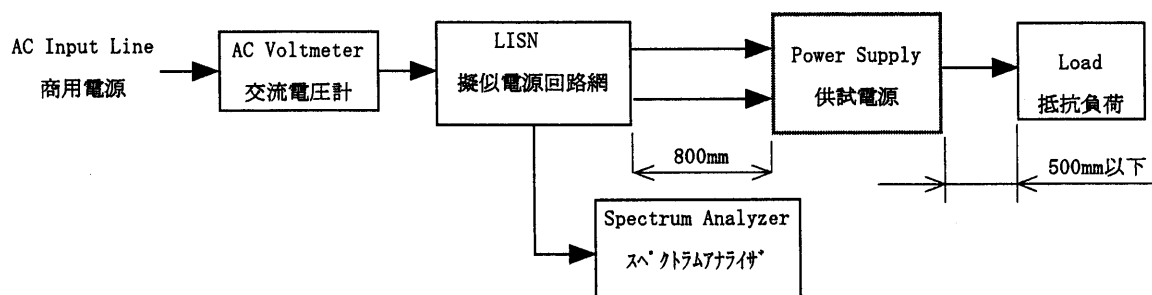 AC Input Line
商用電源
AC Voltmeter
交流電圧計
LISN
擬似電源回路網
Power Supply
供試電源
Load
抵抗負荷
800mm
500mm以下
Spectrum Analyzer
スペクトラムアナライザ